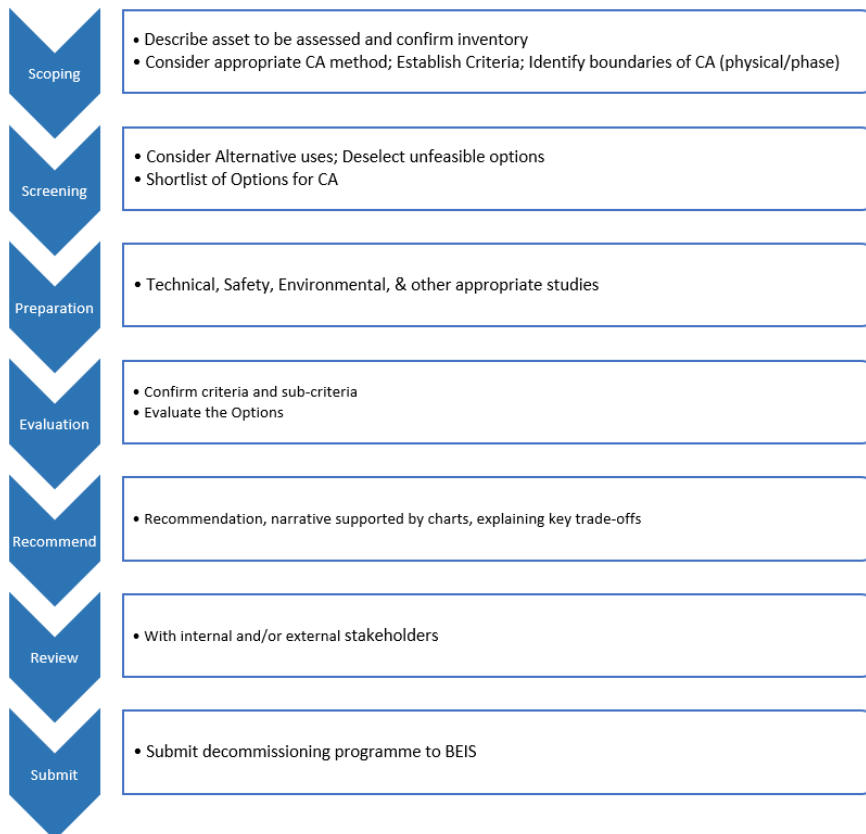 Scoping
• Describe asset to be assessed and confirm inventory
• Consider appropriate CA method; Establish Criteria; Identify boundaries of CA (physical/phase)
Screening
• Consider Alternative uses; Deselect unfeasible options
• Shortlist of Options for CA
Preparation
• Technical, Safety, Environmental, & other appropriate studies
Evaluation
• Confirm criteria and sub-criteria
• Evaluate the Options
Recommend
• Recommendation, narrative supported by charts, explaining key trade-offs
Review
• With internal and/or external stakeholders
Submit
• Submit decommissioning programme to BEIS